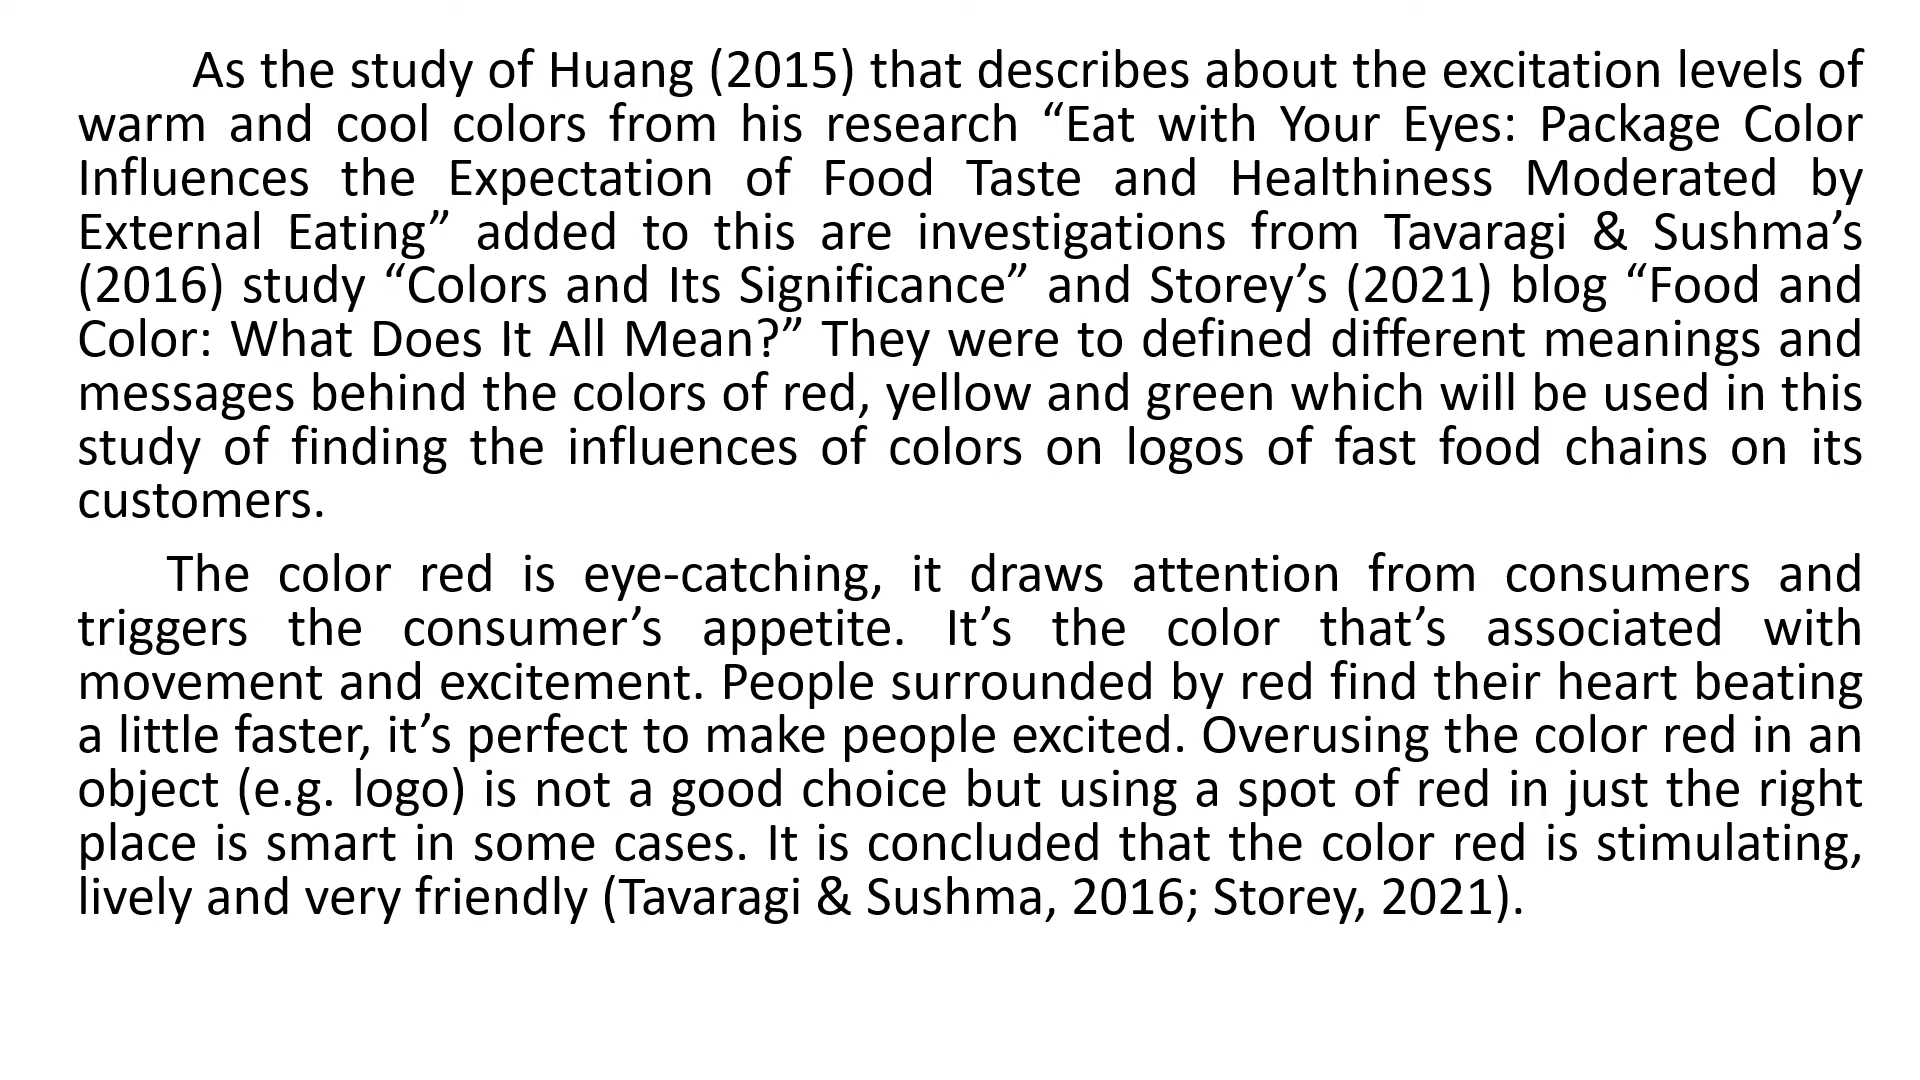 As the study of Huang (2015) that describes about the excitation levels of
warm and cool colors from his research “Eat with Your Eyes: Package Color
Influences the Expectation of Food Taste and Healthiness Moderated by
External Eating” added to this are investigations from Tavaragi & Sushma’s
(2016) study “Colors and Its Significance” and Storey’s (2021) blog “Food and
Color: What Does It All Mean?” They were to defined different meanings and
messages behind the colors of red, yellow and green which will be used in this
study of finding the influences of colors on logos of fast food chains on its
customers.
The color red is eye-catching, it draws attention from consumers and
triggers the consumer’s appetite. It’s the color that’s associated with
movement and excitement. People surrounded by red find their heart beating
a little faster, it’s perfect to make people excited. Overusing the color red in an
object (e.g. logo) is not a good choice but using a spot of red in just the right
place is smart in some cases. It is concluded that the color red is stimulating,
lively and very friendly (Tavaragi & Sushma, 2016; Storey, 2021).